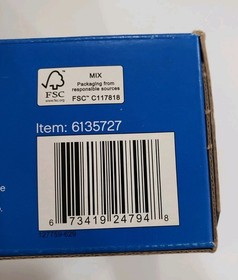 FSC
www.fsc.org
MIX
Packaging from
responsible sources
FSC™ C117818
Item: 6135727
6 73419 24794 8